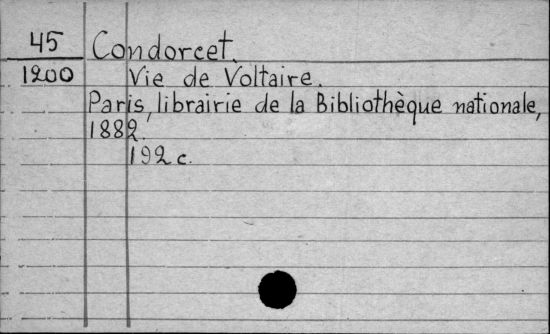 45 Condorcet.
1200 Vie de Voltaire.
Paris, librairie de la Bibliothèque nationale,
1882.
192 c.